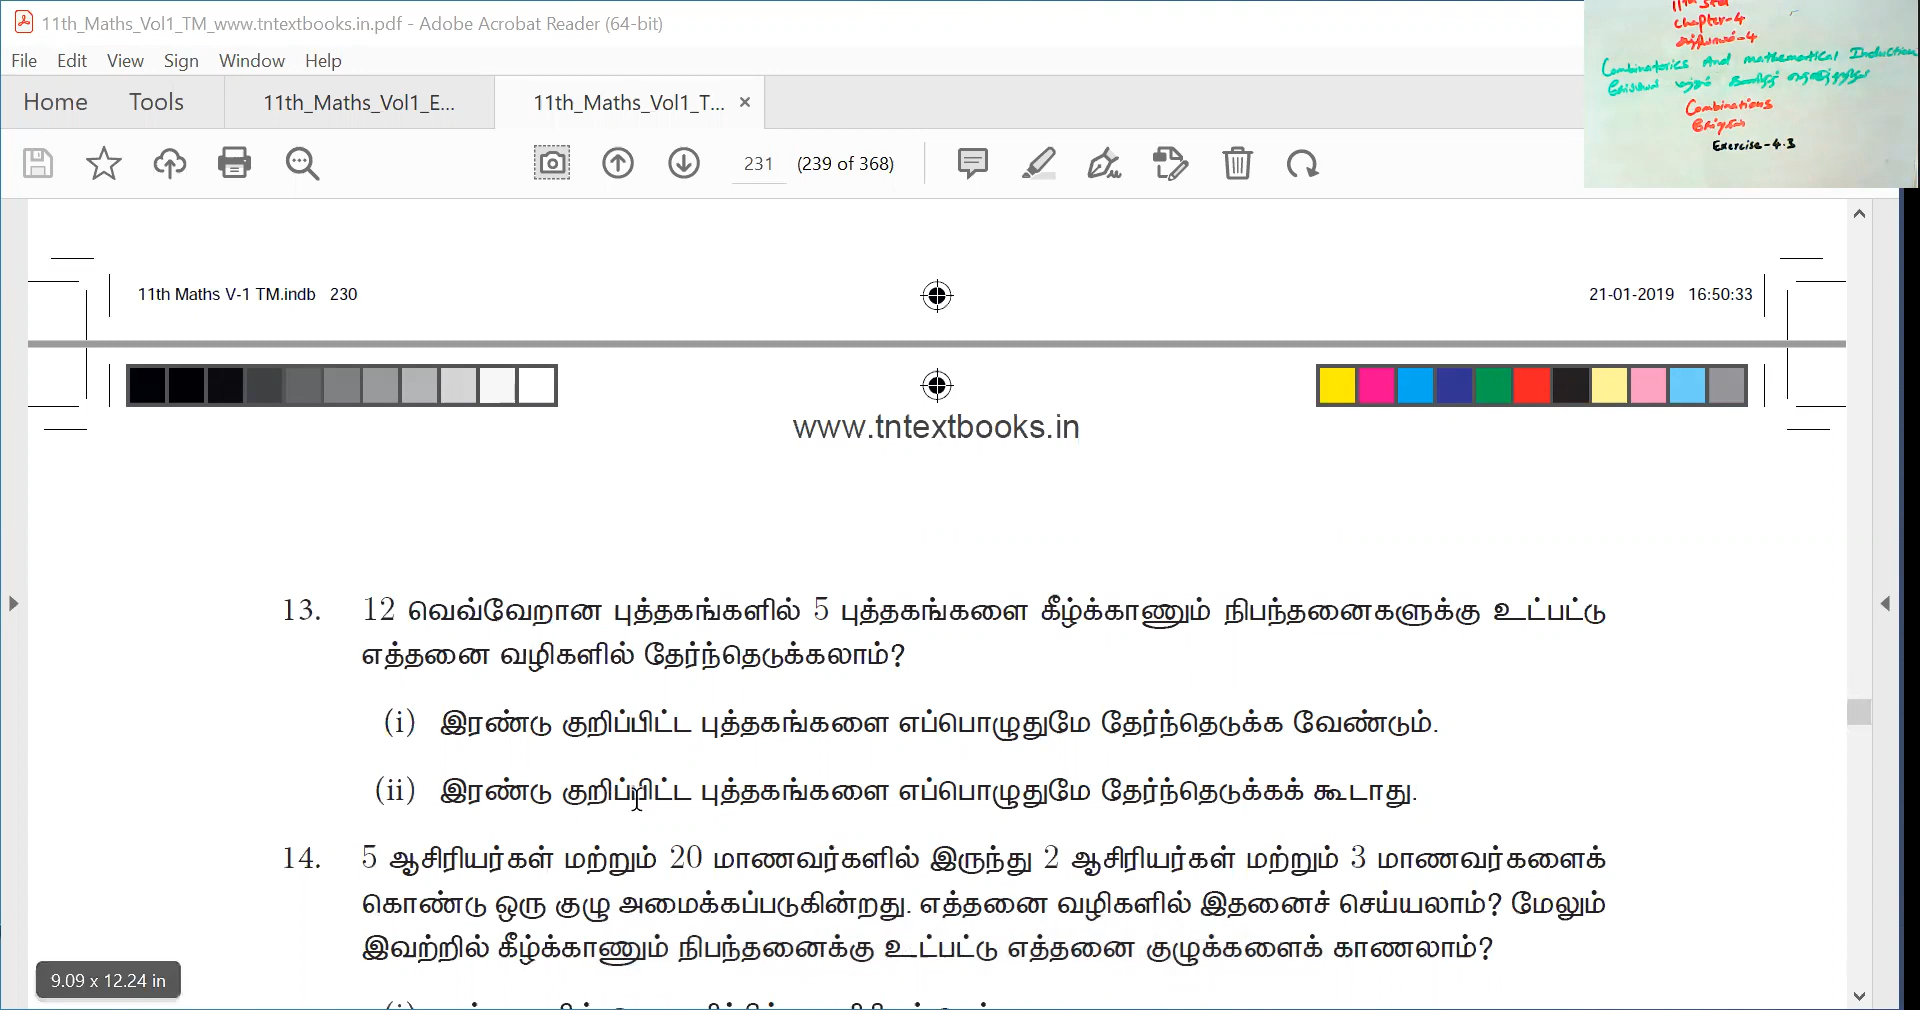 11th_Maths_Vol1_TM_www.tntextbooks.in.pdf - Adobe Acrobat Reader (64-bit)
File Edit View Sign Window Help
Home Tools 11th_Maths_Vol1_E... 11th_Maths_Vol1_T... ×
231 (239 of 368)
11th Std
Chapter-4
Combinatorics And mathematical Induction
Combinations
Exercise-4.3
11th Maths V-1 TM.indb 230
21-01-2019 16:50:33
www.tntextbooks.in
13. 12 வெவ்வேறான புத்தகங்களில் 5 புத்தகங்களை கீழ்க்காணும் நிபந்தனைகளுக்கு உட்பட்டு
எத்தனை வழிகளில் தேர்ந்தெடுக்கலாம்?
(i) இரண்டு குறிப்பிட்ட புத்தகங்களை எப்பொழுதுமே தேர்ந்தெடுக்க வேண்டும்.
(ii) இரண்டு குறிப்பிட்ட புத்தகங்களை எப்பொழுதுமே தேர்ந்தெடுக்கக் கூடாது.
14. 5 ஆசிரியர்கள் மற்றும் 20 மாணவர்களில் இருந்து 2 ஆசிரியர்கள் மற்றும் 3 மாணவர்களைக்
கொண்டு ஒரு குழு அமைக்கப்படுகின்றது. எத்தனை வழிகளில் இதனைச் செய்யலாம்? மேலும்
இவற்றில் கீழ்க்காணும் நிபந்தனைக்கு உட்பட்டு எத்தனை குழுக்களைக் காணலாம்?
9.09 x 12.24 in